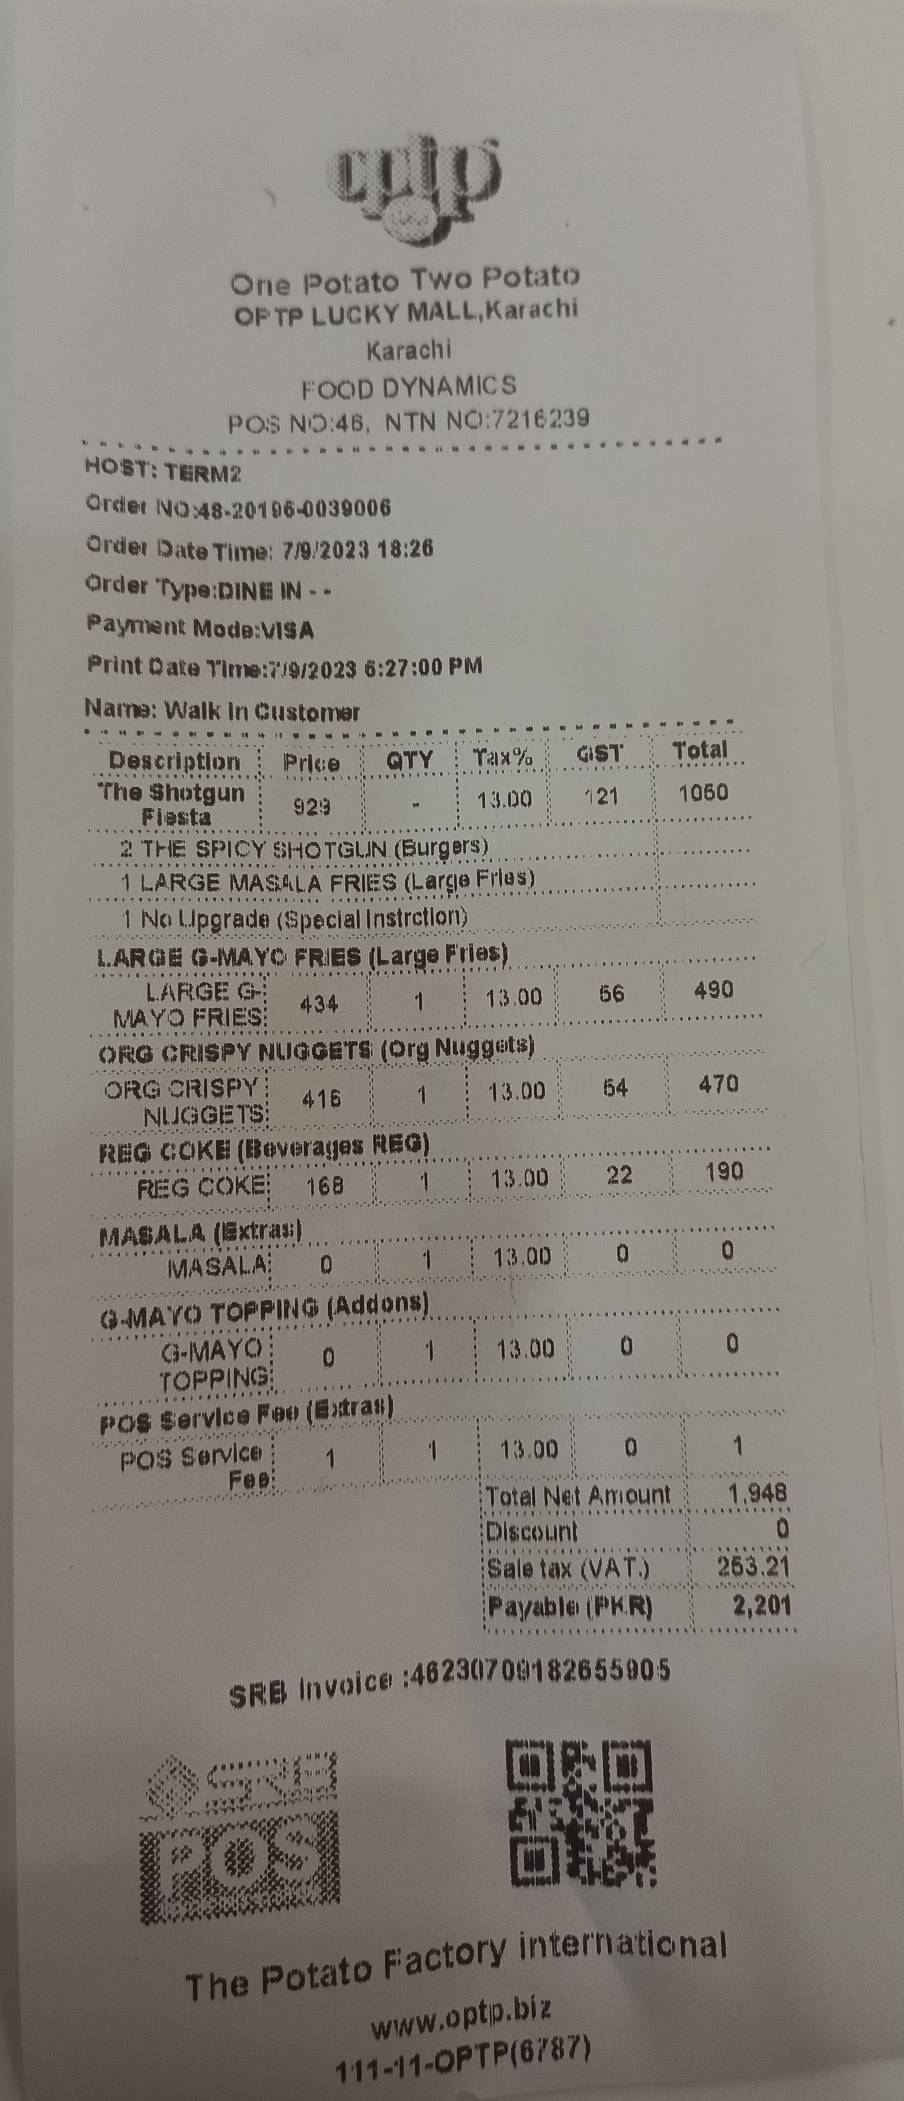 optp
One Potato Two Potato
OPTP LUCKY MALL,Karachi
Karachi
FOOD DYNAMICS
POS NO:46, NTN NO:7216239
HOST: TERM2
Order NO:48-20196-0039006
Order Date Time: 7/9/2023 18:26
Order Type:DINE IN - -
Payment Mode:VISA
Print Date Time:7/9/2023 6:27:00 PM
Name: Walk In Customer
Description Price QTY Tax% GST Total
The Shotgun Fiesta 929 - 13.00 121 1050
2 THE SPICY SHOTGUN (Burgers)
1 LARGE MASALA FRIES (Large Fries)
1 No Upgrade (Special Instrction)
LARGE G-MAYO FRIES (Large Fries)
LARGE G-MAYO FRIES 434 1 13.00 56 490
ORG CRISPY NUGGETS (Org Nuggets)
ORG CRISPY NUGGETS 416 1 13.00 54 470
REG COKE (Beverages REG)
REG COKE 168 1 13.00 22 190
MASALA (Extras)
MASALA 0 1 13.00 0 0
G-MAYO TOPPING (Addons)
G-MAYO TOPPING 0 1 13.00 0 0
POS Service Fee (Extras)
POS Service Fee 1 1 13.00 0 1
Total Net Amount 1,948
Discount 0
Sale tax (VAT.) 253.21
Payable (PKR) 2,201
SRB Invoice :46230709182655905
SRB
POS
The Potato Factory international
www.optp.biz
111-11-OPTP(6787)